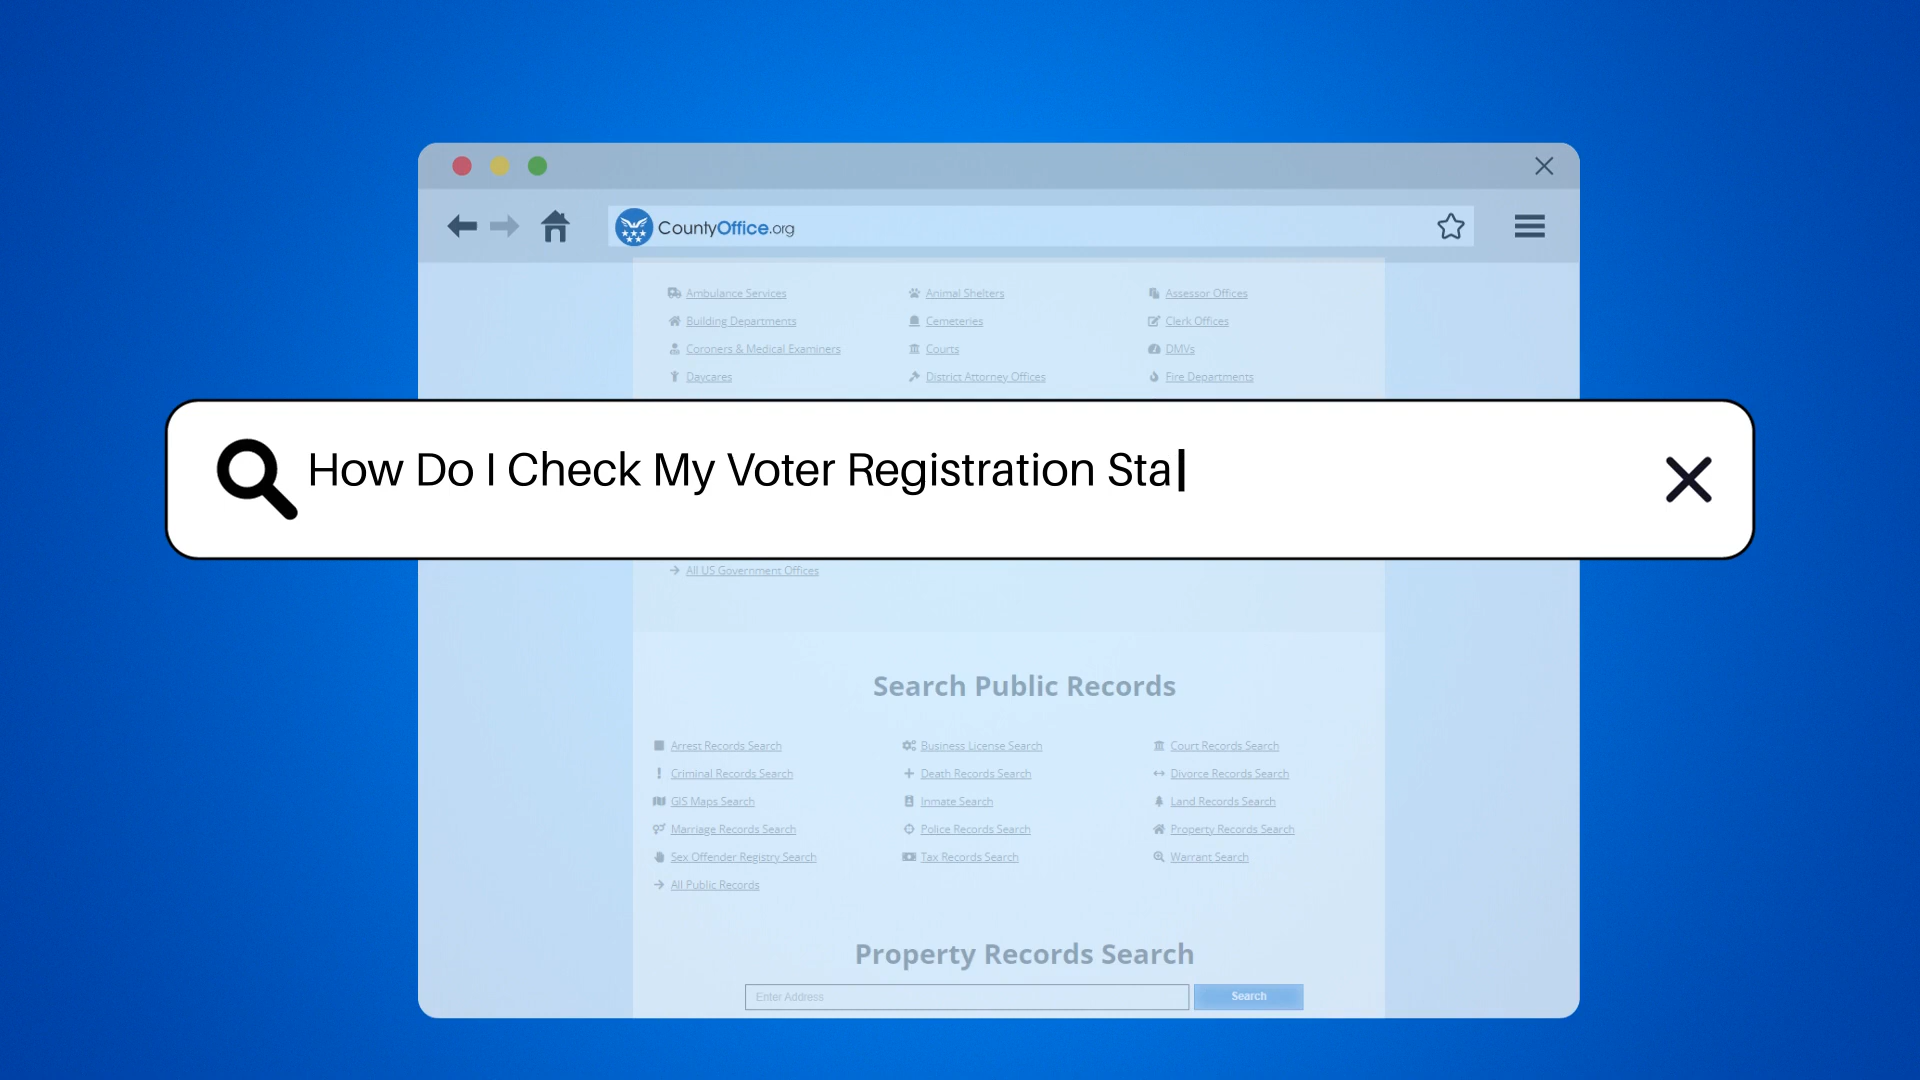 CountyOffice.org
Ambulance Services Animal Shelters Assessor Offices
Building Departments Cemeteries Clerk Offices
Coroners & Medical Examiners Courts DMVs
Daycares District Attorney Offices Fire Departments
How Do I Check My Voter Registration Sta
All US Government Offices
Search Public Records
Arrest Records Search Business License Search Court Records Search
Criminal Records Search Death Records Search Divorce Records Search
GIS Maps Search Inmate Search Land Records Search
Marriage Records Search Police Records Search Property Records Search
Sex Offender Registry Search Tax Records Search Warrant Search
All Public Records
Property Records Search
Enter Address Search